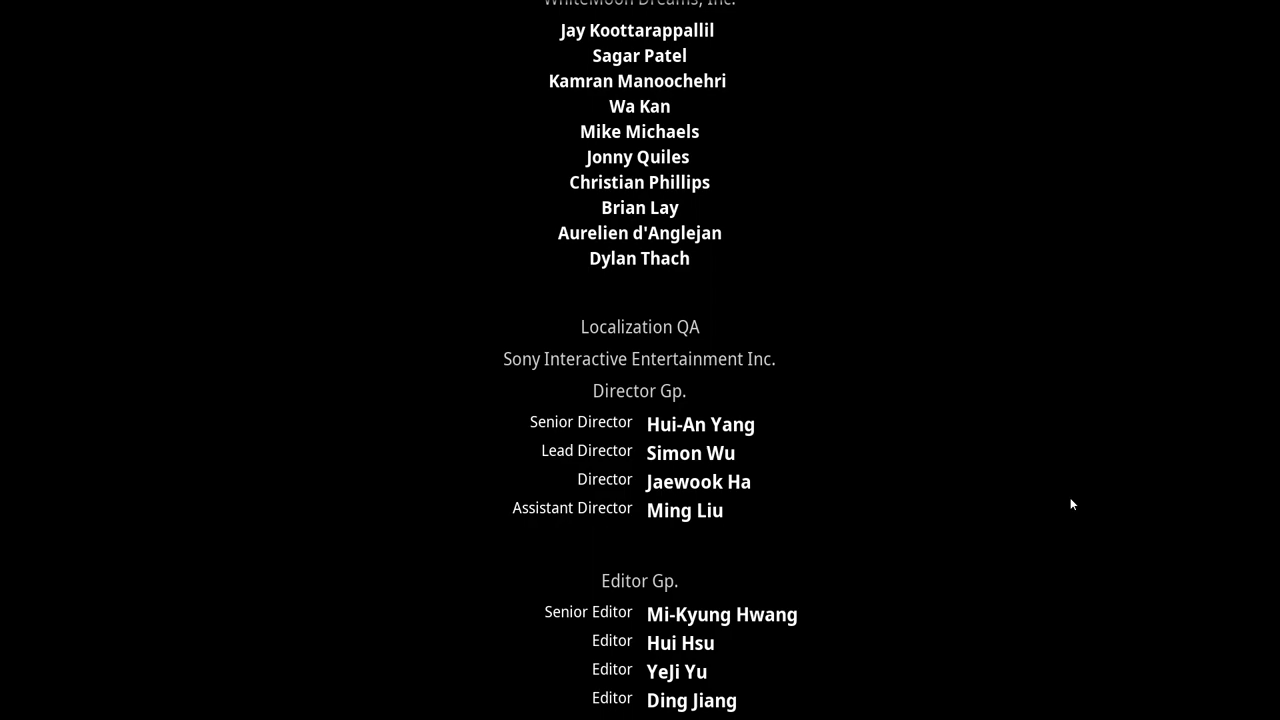 WhiteMoon Dreams, Inc.
Jay Koottarappallil
Sagar Patel
Kamran Manoochehri
Wa Kan
Mike Michaels
Jonny Quiles
Christian Phillips
Brian Lay
Aurelien d'Anglejan
Dylan Thach
Localization QA
Sony Interactive Entertainment Inc.
Director Gp.
Senior Director Hui-An Yang
Lead Director Simon Wu
Director Jaewook Ha
Assistant Director Ming Liu
Editor Gp.
Senior Editor Mi-Kyung Hwang
Editor Hui Hsu
Editor YeJi Yu
Editor Ding Jiang